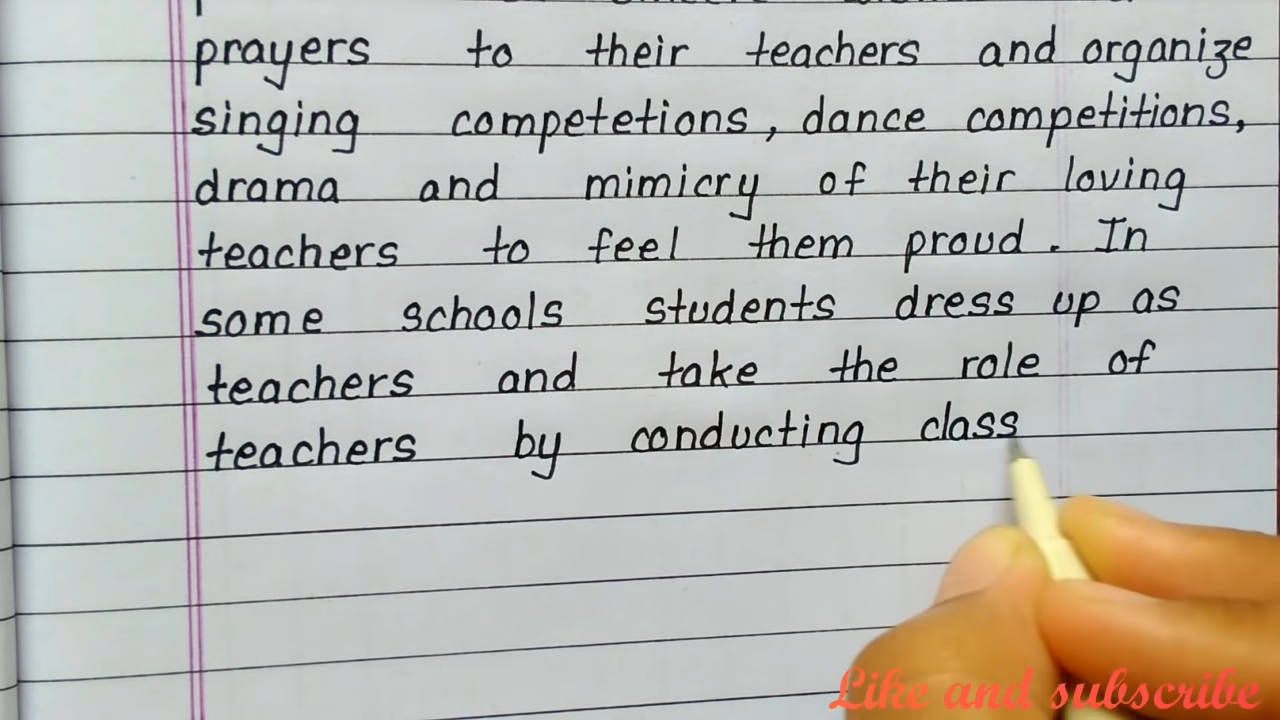 prayers to their teachers and organize
singing competetions, dance competitions,
drama and mimicry of their loving
teachers to feel them proud. In
some schools students dress up as
teachers and take the role of
teachers by conducting class
Like and subscribe